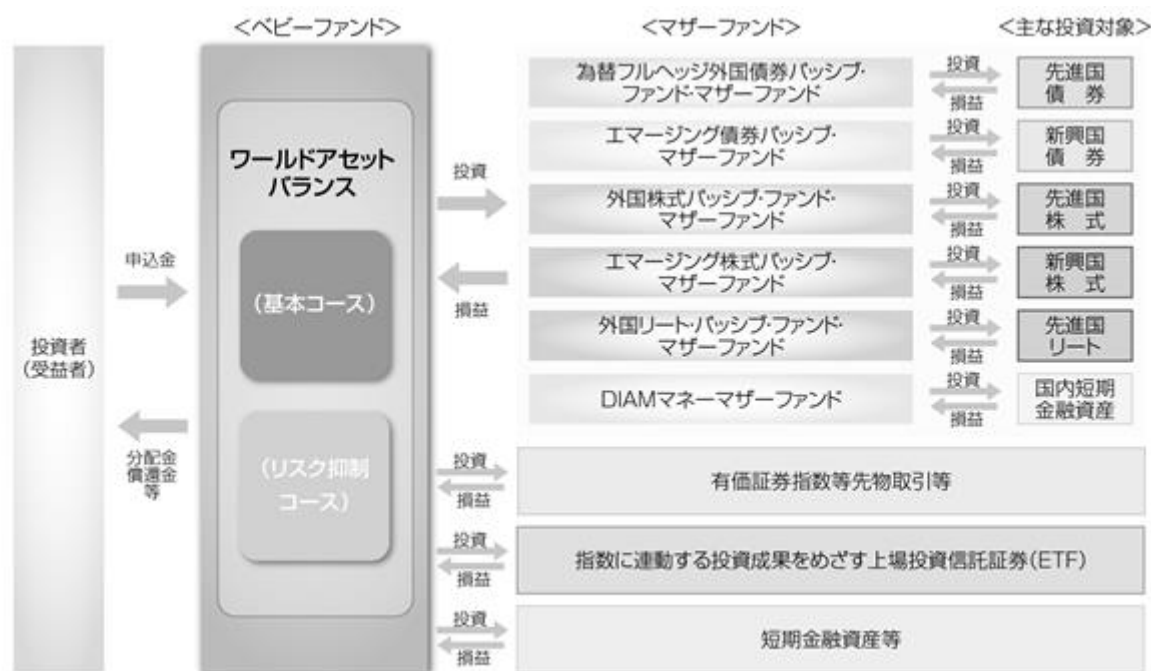 ＜ベビーファンド＞
＜マザーファンド＞
＜主な投資対象＞
投資者
（受益者）
申込金
分配金
償還金
等
ワールドアセット
バランス
（基本コース）
（リスク抑制
コース）
投資
損益
為替フルヘッジ外国債券パッシブ・
ファンド・マザーファンド
投資
損益
先進国
債　券
エマージング債券パッシブ・
マザーファンド
投資
損益
新興国
債　券
外国株式パッシブ・ファンド・
マザーファンド
投資
損益
先進国
株　式
エマージング株式パッシブ・
マザーファンド
投資
損益
新興国
株　式
外国リート・パッシブ・ファンド・
マザーファンド
投資
損益
先進国
リート
DIAMマネーマザーファンド
投資
損益
国内短期
金融資産
投資
損益
有価証券指数等先物取引等
投資
損益
指数に連動する投資成果をめざす上場投資信託証券（ETF）
投資
損益
短期金融資産等